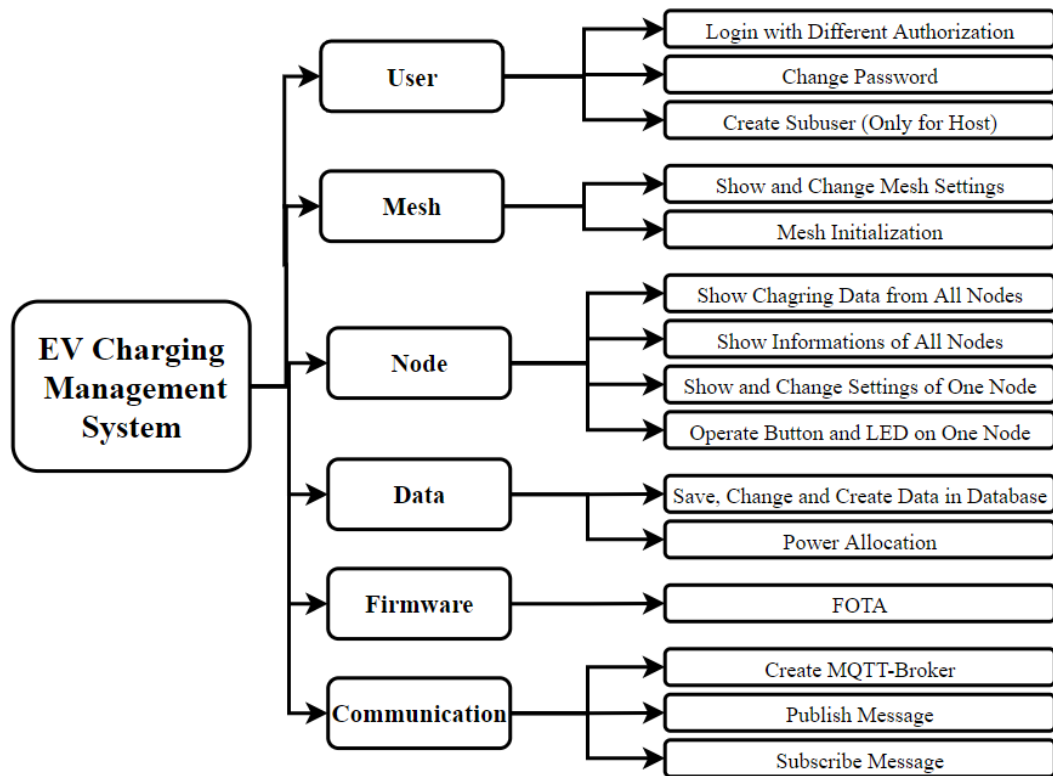 EV Charging
Management
System
User
Login with Different Authorization
Change Password
Create Subuser (Only for Host)
Mesh
Show and Change Mesh Settings
Mesh Initialization
Node
Show Chagring Data from All Nodes
Show Informations of All Nodes
Show and Change Settings of One Node
Operate Button and LED on One Node
Data
Save, Change and Create Data in Database
Power Allocation
Firmware
FOTA
Communication
Create MQTT-Broker
Publish Message
Subscribe Message